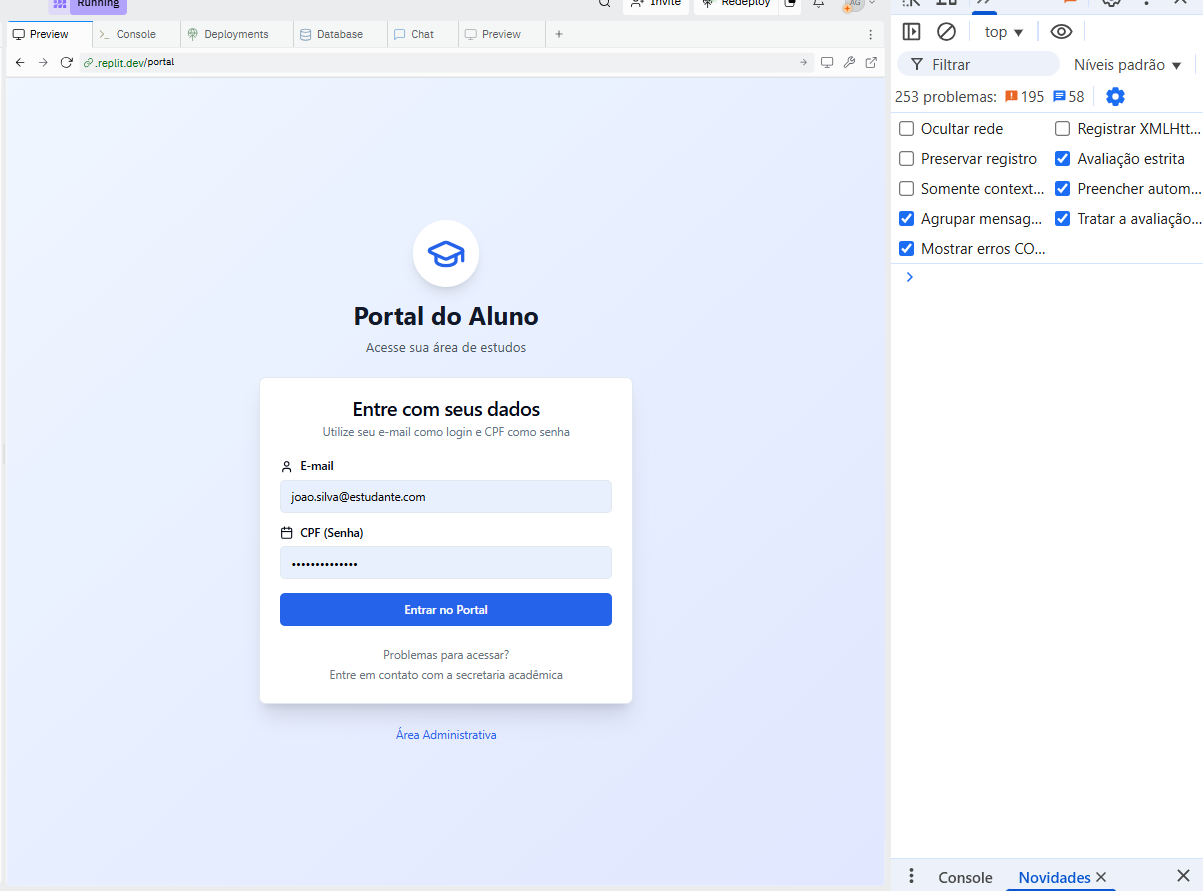 Running
Invite
Redeploy
AG
Preview
Console
Deployments
Database
Chat
Preview
.replit.dev/portal
Portal do Aluno
Acesse sua área de estudos
Entre com seus dados
Utilize seu e-mail como login e CPF como senha
E-mail
joao.silva@estudante.com
CPF (Senha)
••••••••••••••
Entrar no Portal
Problemas para acessar?
Entre em contato com a secretaria acadêmica
Área Administrativa
top
Filtrar
Níveis padrão
253 problemas: 195 58
Ocultar rede
Registrar XMLHtt...
Preservar registro
Avaliação estrita
Somente context...
Preencher autom...
Agrupar mensag...
Tratar a avaliação...
Mostrar erros CO...
Console
Novidades